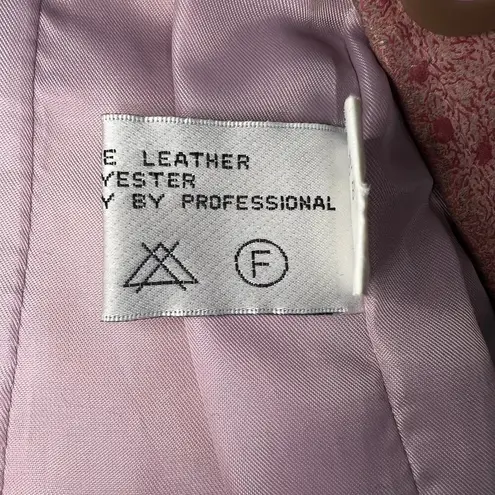 E LEATHER
YESTER
Y BY PROFESSIONAL
F